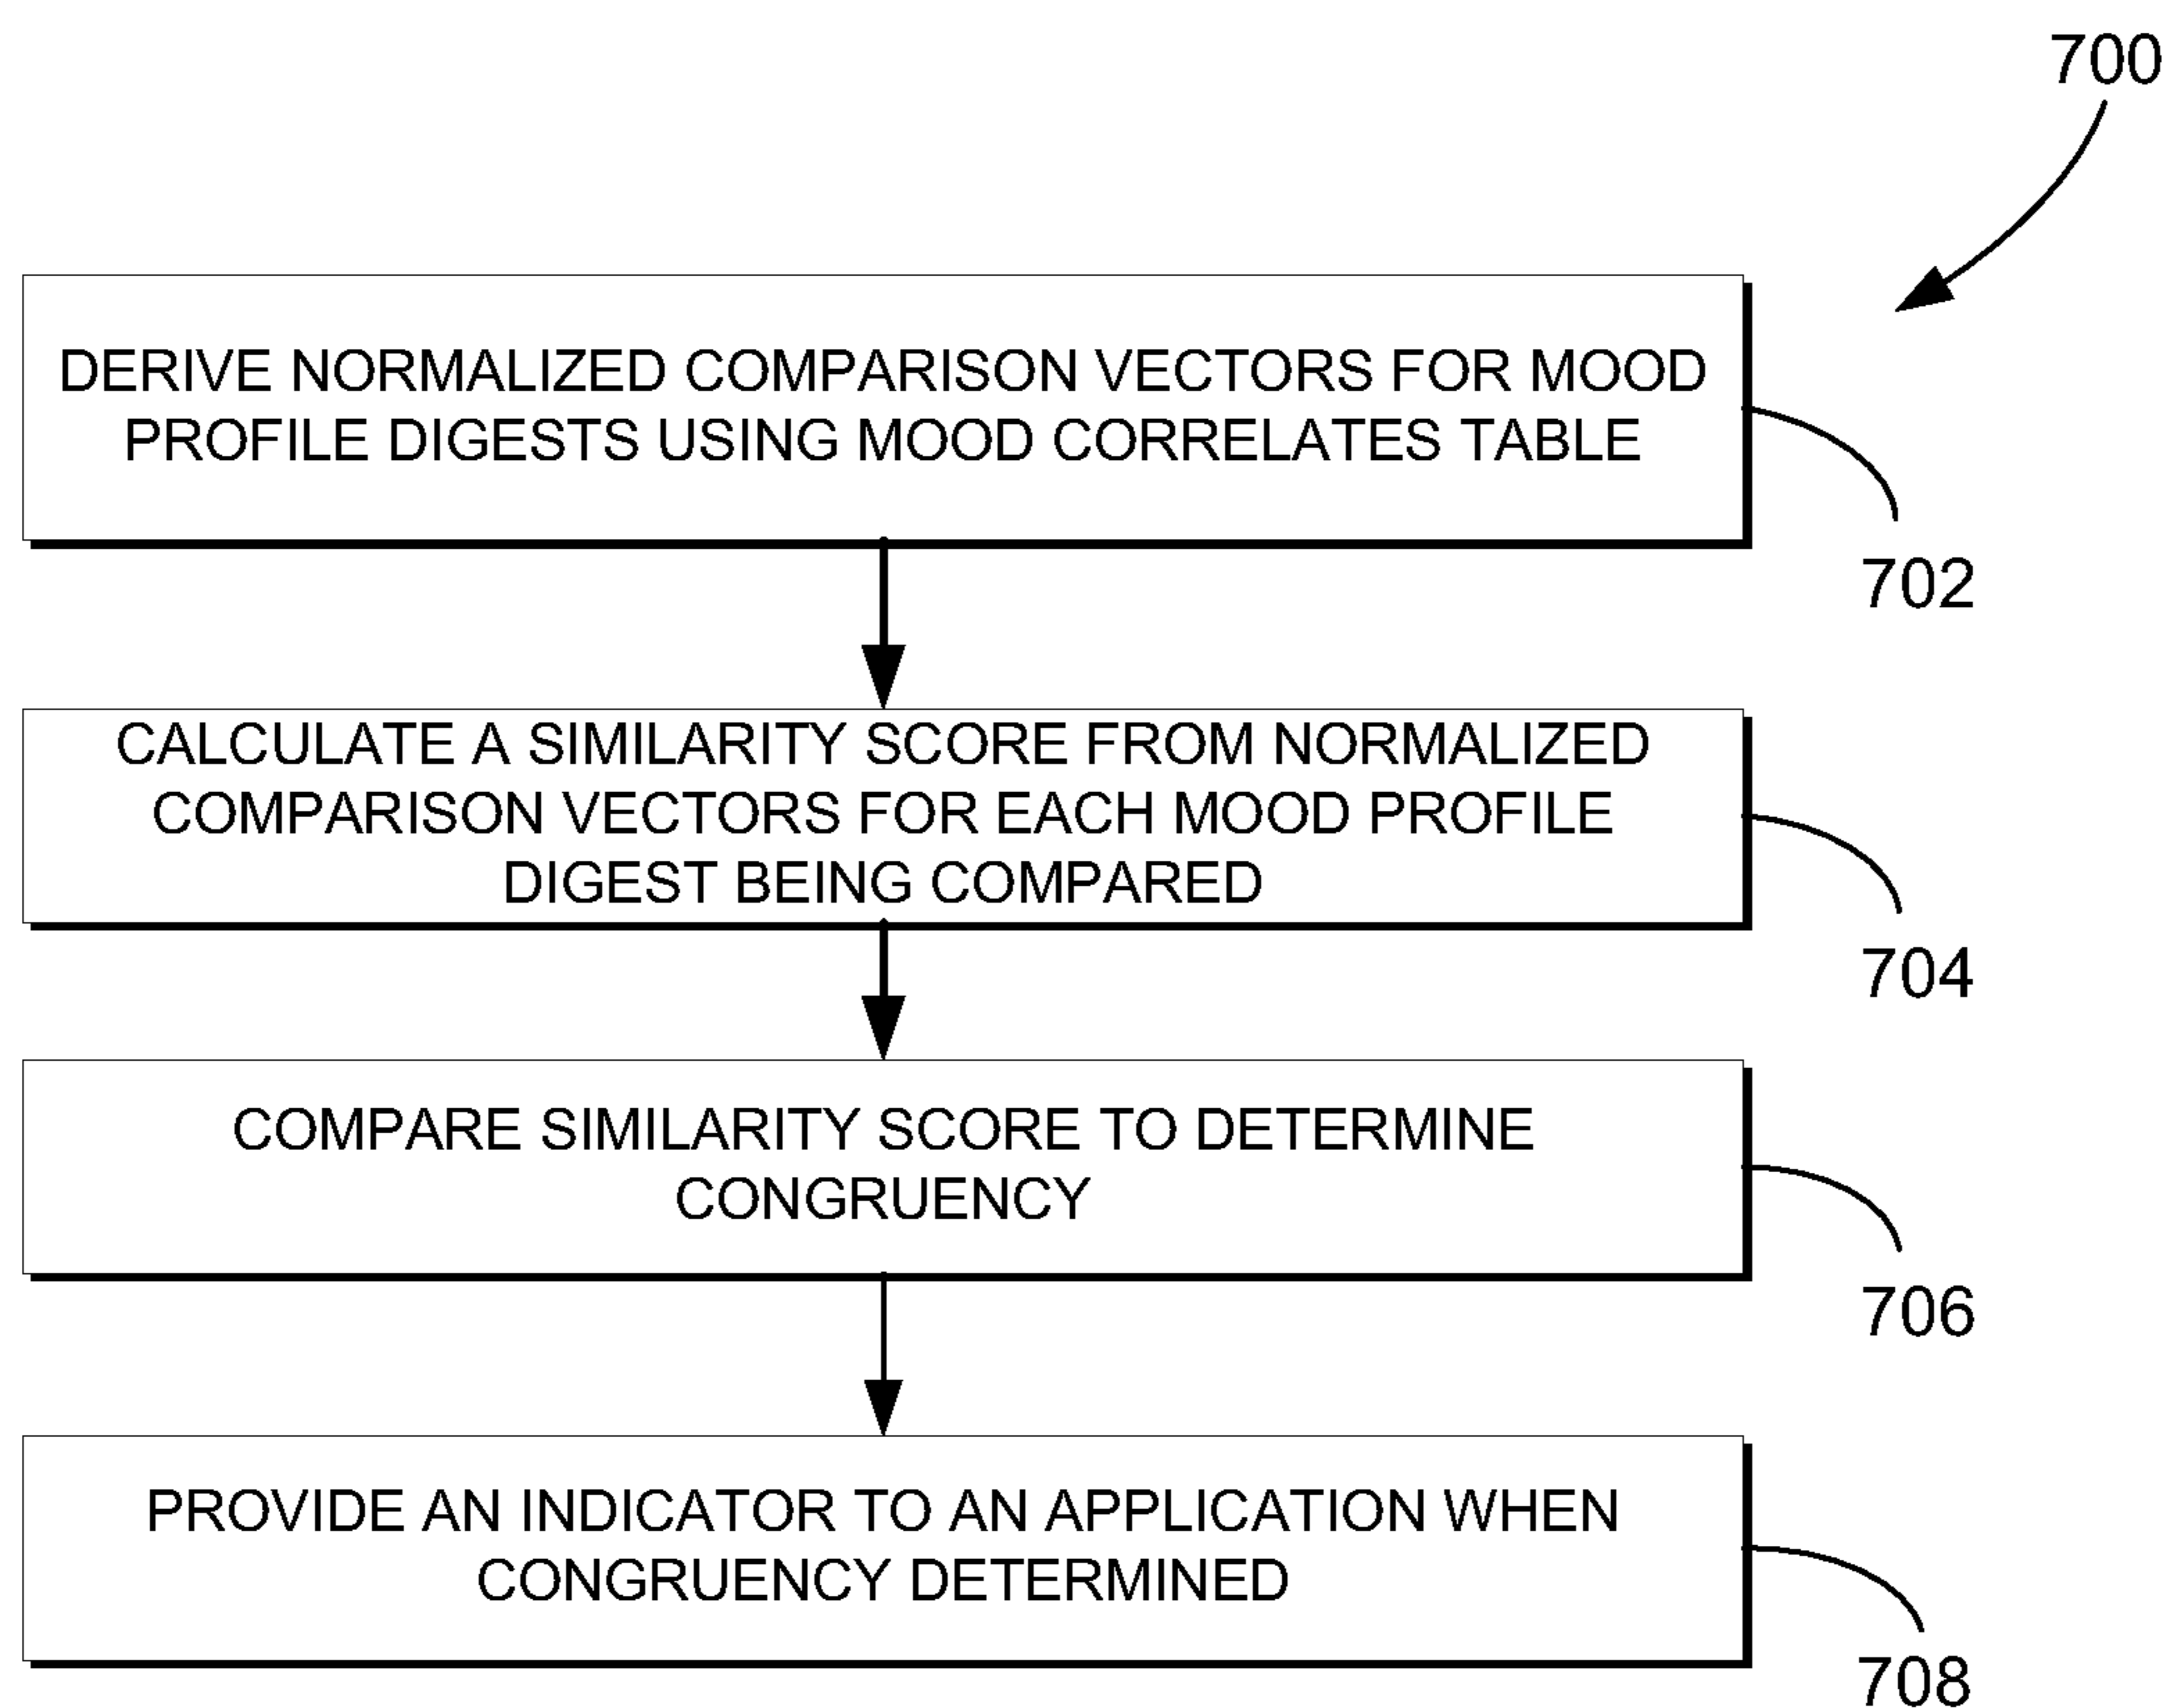 700
DERIVE NORMALIZED COMPARISON VECTORS FOR MOOD
PROFILE DIGESTS USING MOOD CORRELATES TABLE
702
CALCULATE A SIMILARITY SCORE FROM NORMALIZED
COMPARISON VECTORS FOR EACH MOOD PROFILE
DIGEST BEING COMPARED
704
COMPARE SIMILARITY SCORE TO DETERMINE
CONGRUENCY
706
PROVIDE AN INDICATOR TO AN APPLICATION WHEN
CONGRUENCY DETERMINED
708